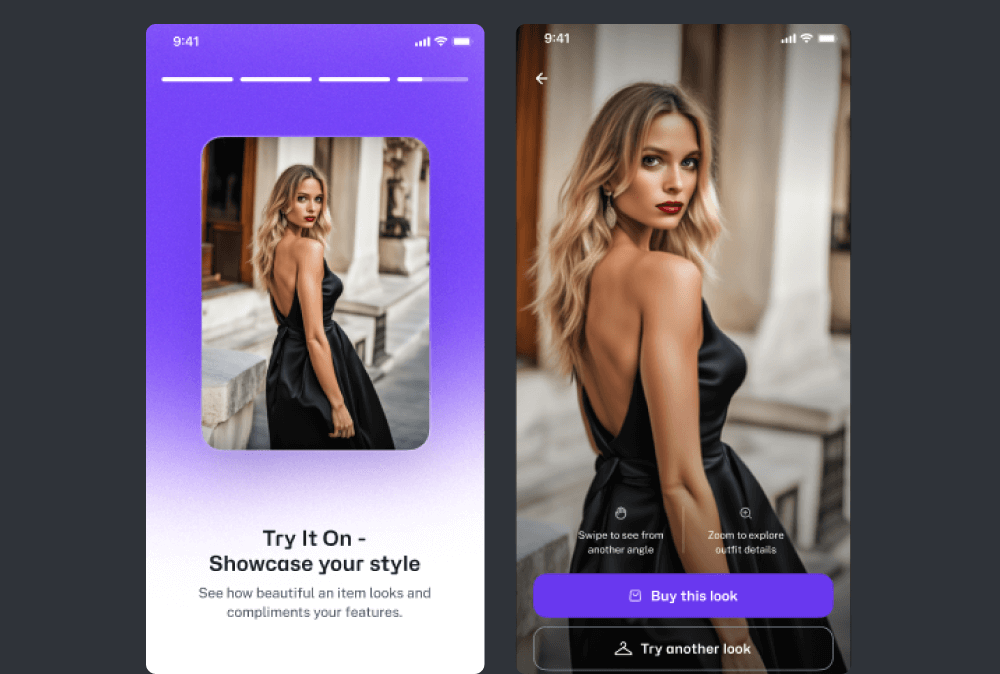 9:41
Try It On -
Showcase your style
See how beautiful an item looks and
compliments your features.
9:41
Swipe to see from
another angle
Zoom to explore
outfit details
Buy this look
Try another look